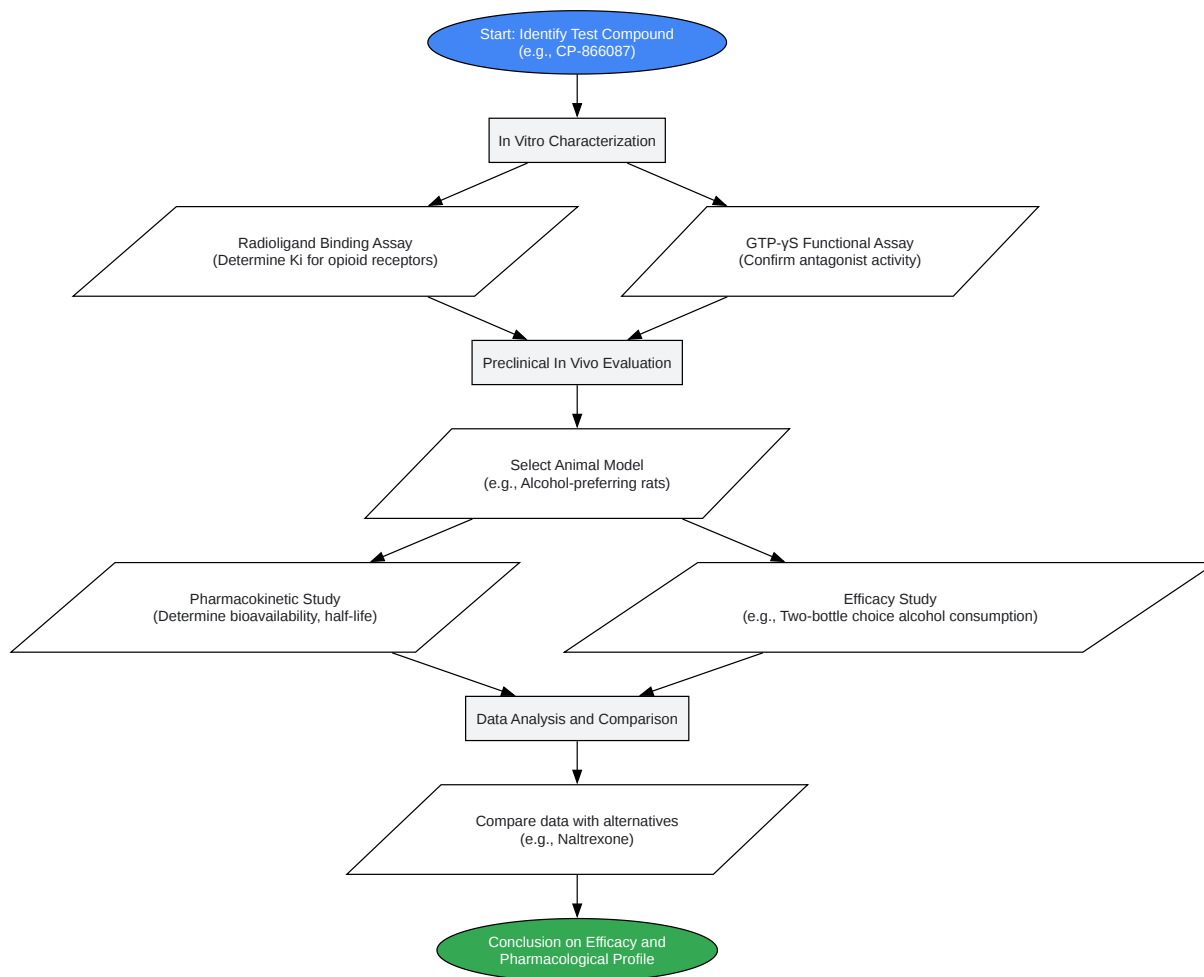 Start: Identify Test Compound
(e.g., CP-866087)
In Vitro Characterization
Radioligand Binding Assay
(Determine Ki for opioid receptors)
GTP-γS Functional Assay
(Confirm antagonist activity)
Preclinical In Vivo Evaluation
Select Animal Model
(e.g., Alcohol-preferring rats)
Pharmacokinetic Study
(Determine bioavailability, half-life)
Efficacy Study
(e.g., Two-bottle choice alcohol consumption)
Data Analysis and Comparison
Compare data with alternatives
(e.g., Naltrexone)
Conclusion on Efficacy and
Pharmacological Profile